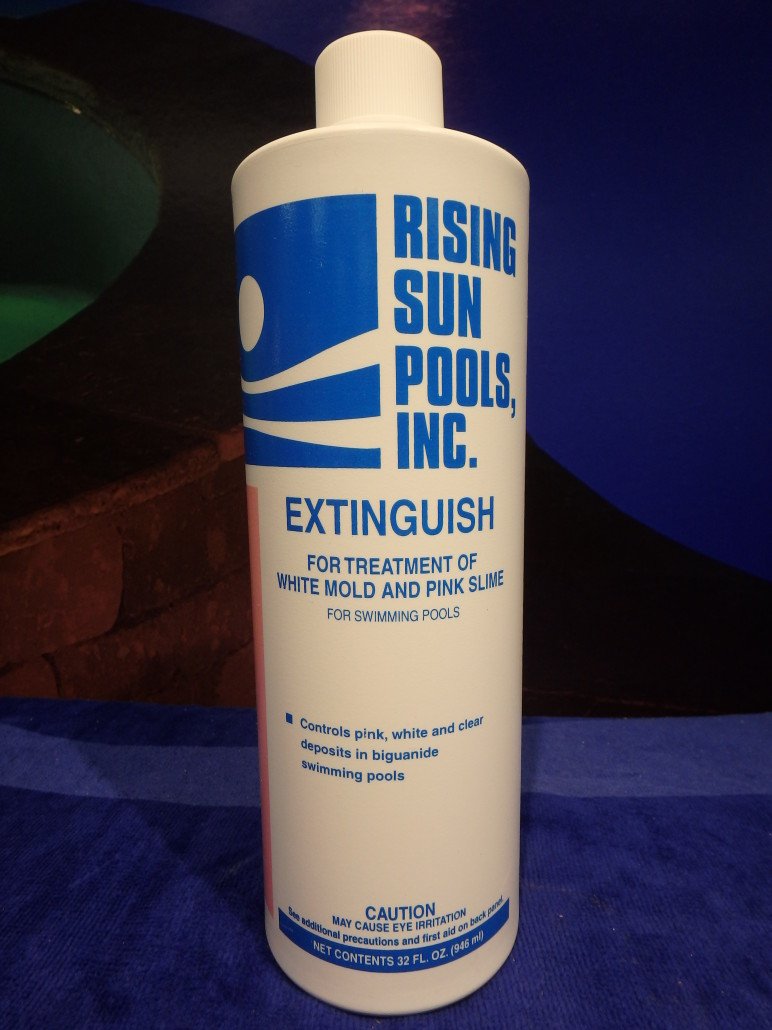 RISING
SUN
POOLS,
INC.
EXTINGUISH
FOR TREATMENT OF
WHITE MOLD AND PINK SLIME
FOR SWIMMING POOLS
■ Controls pink, white and clear
deposits in biguanide
swimming pools
CAUTION
MAY CAUSE EYE IRRITATION
See additional precautions and first aid on back panel.
NET CONTENTS 32 FL. OZ. (946 ml)